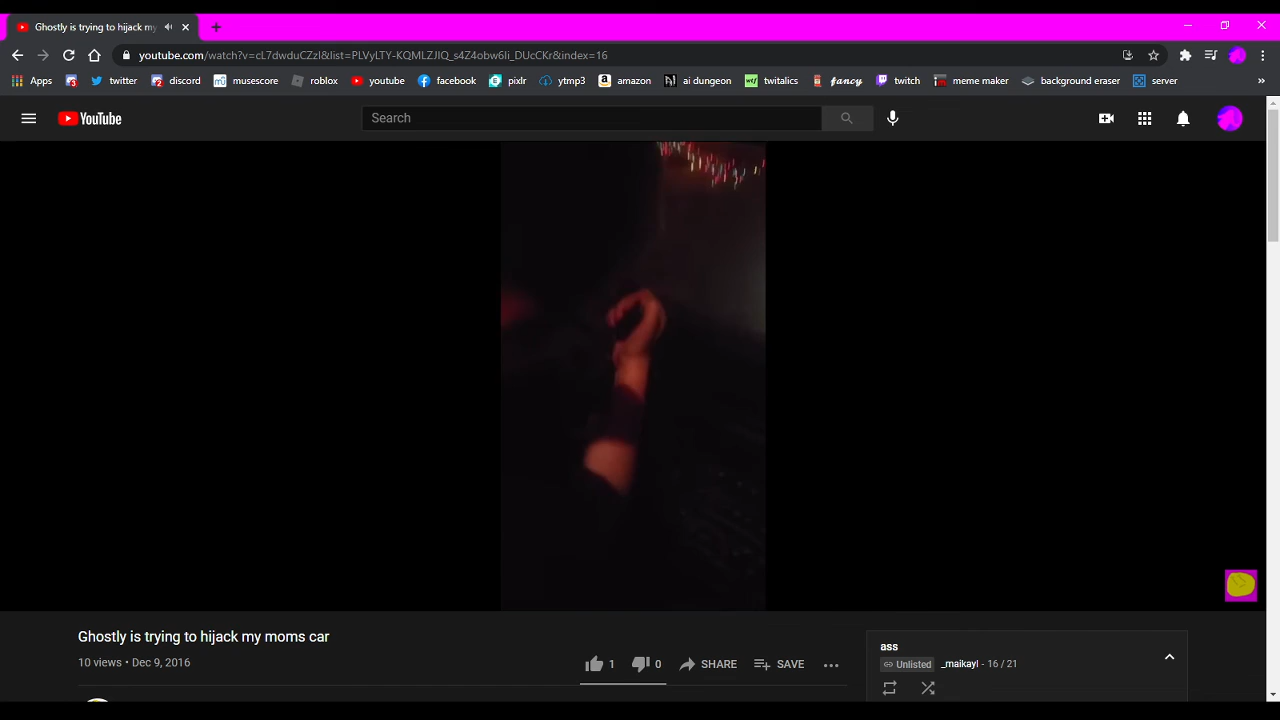 Ghostly is trying to hijack my
youtube.com/watch?v=cL7dwduCZzI&list=PLVyLTY-KQMLZJIQ_s4Z4obw6Ii_DUcCKr&index=16
Apps twitter discord musescore roblox youtube facebook pixlr ytmp3 amazon ai dungeon twitalics fancy twitch meme maker background eraser server
YouTube Search
Ghostly is trying to hijack my moms car
10 views • Dec 9, 2016
1 0 SHARE SAVE
ass
Unlisted _maikayl - 16 / 21